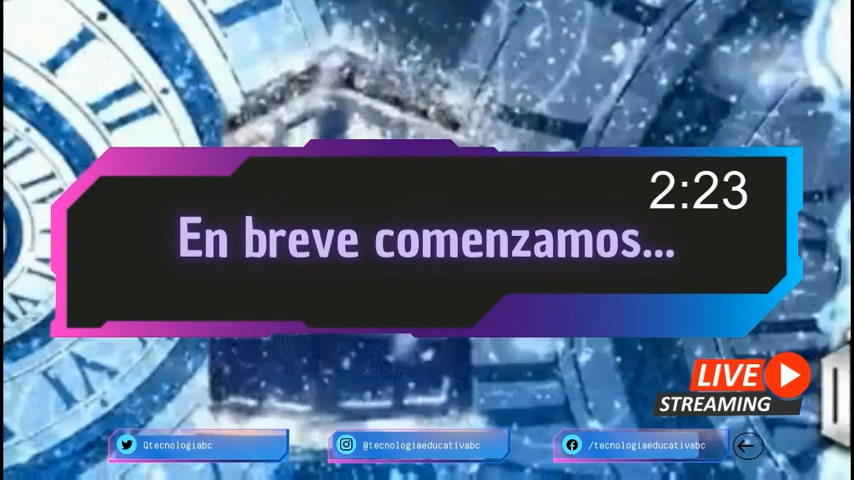 2:23
En breve comenzamos...
LIVE
STREAMING
@tecnologiabc
@tecnologiaeducativabc
/tecnologiaeducativabc